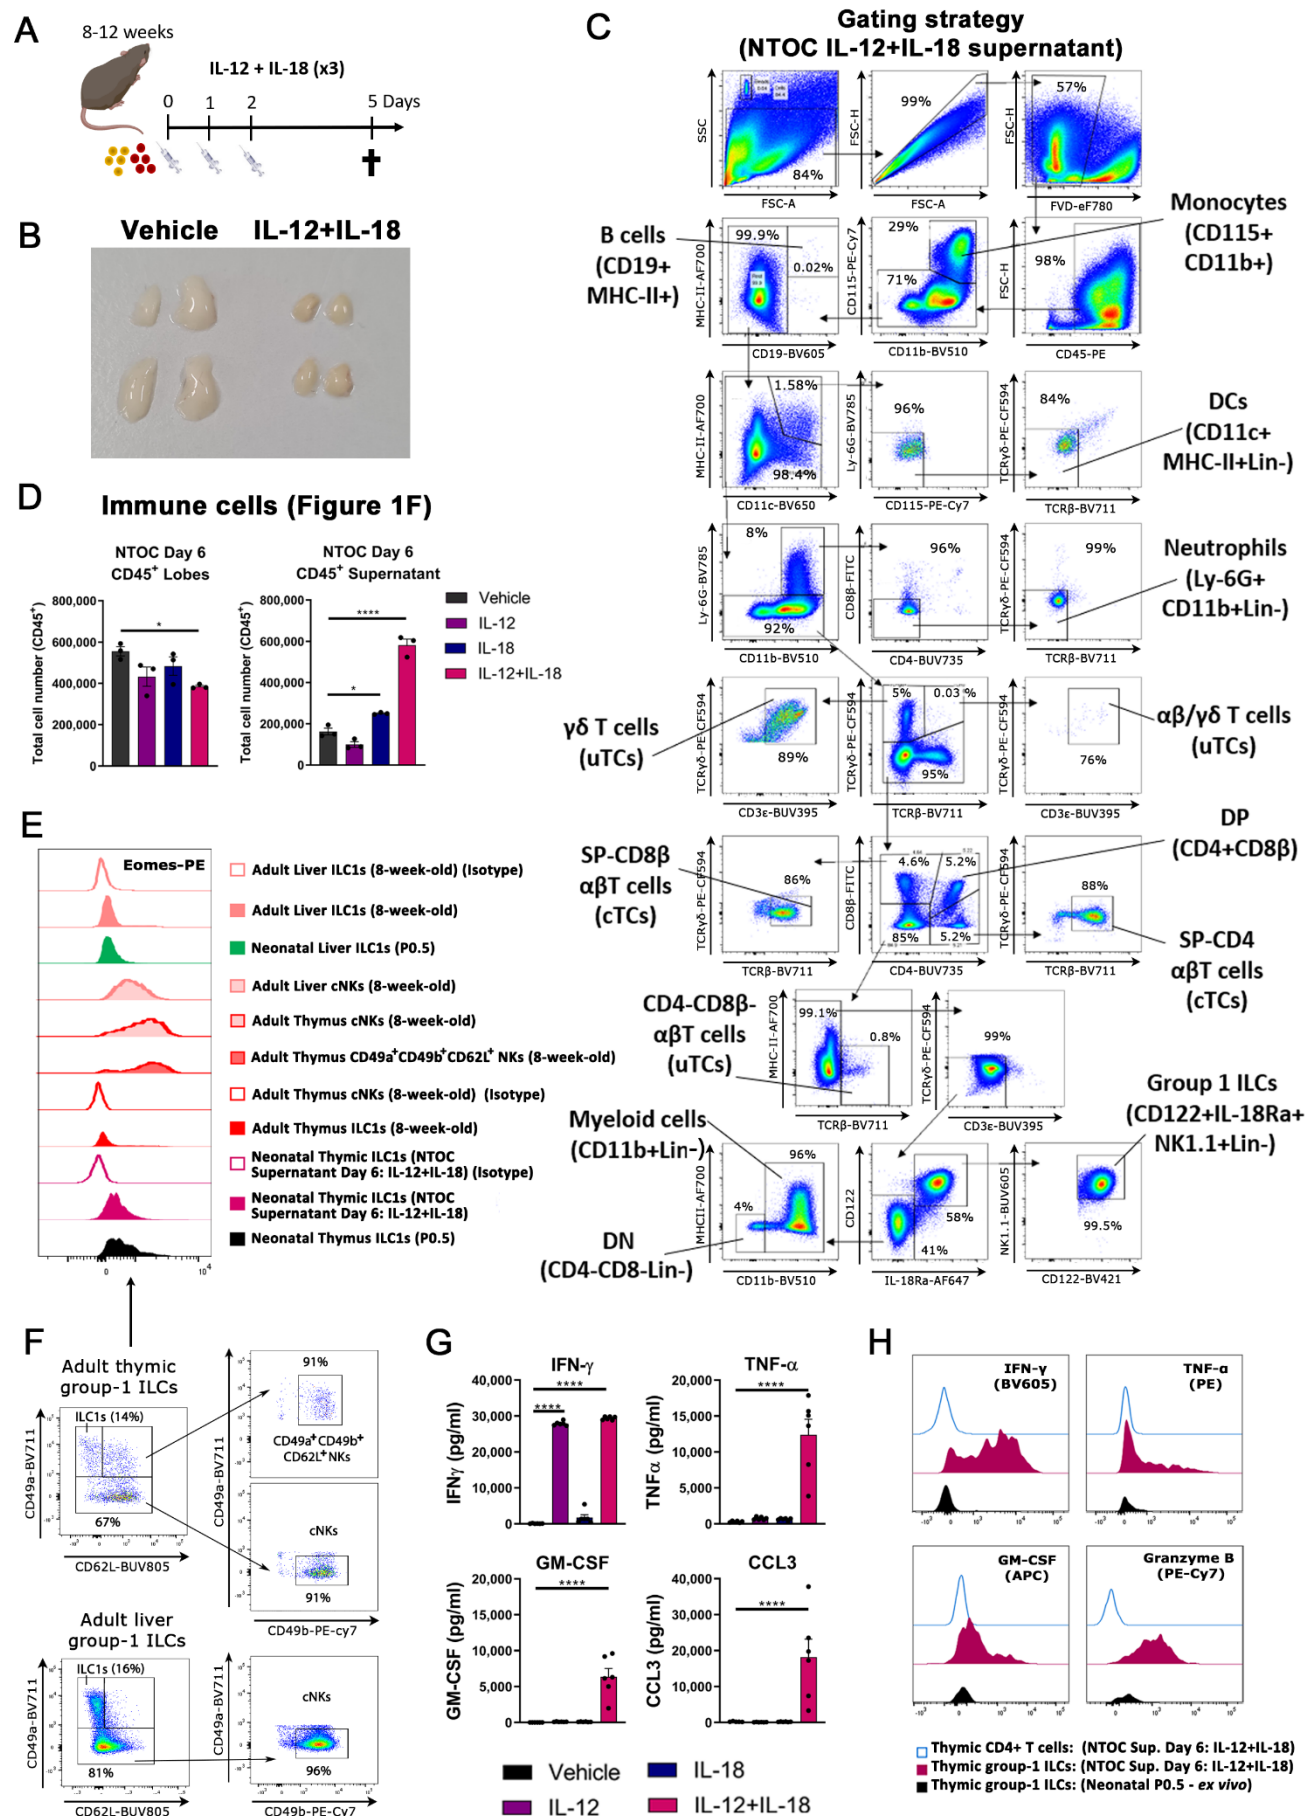 A
8-12 weeks
IL-12 + IL-18 (x3)
0 1 2 5 Days
B
Vehicle IL-12+IL-18
C
Gating strategy
(NTOC IL-12+IL-18 supernatant)
SSC
84%
FSC-A
FSC-H
99%
FSC-A
FSC-H
57%
FVD-eF780
B cells
(CD19+
MHC-II+)
Monocytes
(CD115+
CD11b+)
MHC-II-AF700
99.9%
0.02%
CD19-BV605
CD115-PE-Cy7
29%
71%
CD11b-BV510
FSC-H
98%
CD45-PE
MHC-II-AF700
1.58%
98.4%
CD11c-BV650
Ly-6G-BV785
96%
CD115-PE-Cy7
TCRγδ-PE-CF594
84%
TCRβ-BV711
DCs
(CD11c+
MHC-II+Lin-)
Ly-6G-BV785
8%
92%
CD11b-BV510
CD8β-FITC
96%
CD4-BUV735
TCRγδ-PE-CF594
99%
TCRβ-BV711
Neutrophils
(Ly-6G+
CD11b+Lin-)
γδ T cells
(uTCs)
TCRγδ-PE-CF594
89%
CD3ε-BUV395
TCRγδ-PE-CF594
5%
0.03 %
95%
TCRβ-BV711
TCRγδ-PE-CF594
76%
CD3ε-BUV395
αβ/γδ T cells
(uTCs)
DP
(CD4+CD8β)
SP-CD8β
αβT cells
(cTCs)
TCRγδ-PE-CF594
86%
TCRβ-BV711
CD8β-FITC
4.6%
5.2%
85%
5.2%
CD4-BUV735
TCRγδ-PE-CF594
88%
TCRβ-BV711
SP-CD4
αβT cells
(cTCs)
CD4-CD8β-
αβT cells
(uTCs)
MHC-II-AF700
99.1%
0.8%
TCRβ-BV711
TCRγδ-PE-CF594
99%
CD3ε-BUV395
Group 1 ILCs
(CD122+IL-18Ra+
NK1.1+Lin-)
Myeloid cells
(CD11b+Lin-)
DN
(CD4-CD8-Lin-)
MHCII-AF700
96%
4%
CD11b-BV510
CD122
58%
41%
IL-18Ra-AF647
NK1.1-BUV605
99.5%
CD122-BV421
D
Immune cells (Figure 1F)
NTOC Day 6
CD45+ Lobes
Total cell number (CD45+)
800,000
600,000
400,000
200,000
0
*
NTOC Day 6
CD45+ Supernatant
Total cell number (CD45+)
800,000
600,000
400,000
200,000
0
****
*
Vehicle
IL-12
IL-18
IL-12+IL-18
E
Eomes-PE
Adult Liver ILC1s (8-week-old) (Isotype)
Adult Liver ILC1s (8-week-old)
Neonatal Liver ILC1s (P0.5)
Adult Liver cNKs (8-week-old)
Adult Thymus cNKs (8-week-old)
Adult Thymus CD49a+CD49b+CD62L+ NKs (8-week-old)
Adult Thymus cNKs (8-week-old) (Isotype)
Adult Thymus ILC1s (8-week-old)
Neonatal Thymic ILC1s (NTOC
Supernatant Day 6: IL-12+IL-18) (Isotype)
Neonatal Thymic ILC1s (NTOC
Supernatant Day 6: IL-12+IL-18)
Neonatal Thymus ILC1s (P0.5)
0 10^4
F
Adult thymic
group-1 ILCs
ILC1s (14%)
CD49a-BV711
67%
CD62L-BUV805
CD49a-BV711
91%
CD49a+CD49b+
CD62L+NKs
CD49a-BV711
cNKs
91%
CD49b-PE-cy7
Adult liver
group-1 ILCs
ILC1s (16%)
CD49a-BV711
81%
CD62L-BUV805
CD49a-BV711
cNKs
96%
CD49b-PE-Cy7
G
IFN-γ
IFNγ (pg/ml)
40,000
30,000
20,000
10,000
0
****
****
TNF-α
TNFα (pg/ml)
20,000
15,000
10,000
5,000
0
****
GM-CSF
GM-CSF (pg/ml)
20,000
15,000
10,000
5,000
0
****
CCL3
CCL3 (pg/ml)
40,000
30,000
20,000
10,000
0
****
Vehicle
IL-18
IL-12
IL-12+IL-18
H
IFN-γ
(BV605)
TNF-α
(PE)
GM-CSF
(APC)
Granzyme B
(PE-Cy7)
Thymic CD4+ T cells: (NTOC Sup. Day 6: IL-12+IL-18)
Thymic group-1 ILCs: (NTOC Sup. Day 6: IL-12+IL-18)
Thymic group-1 ILCs: (Neonatal P0.5 - ex vivo)